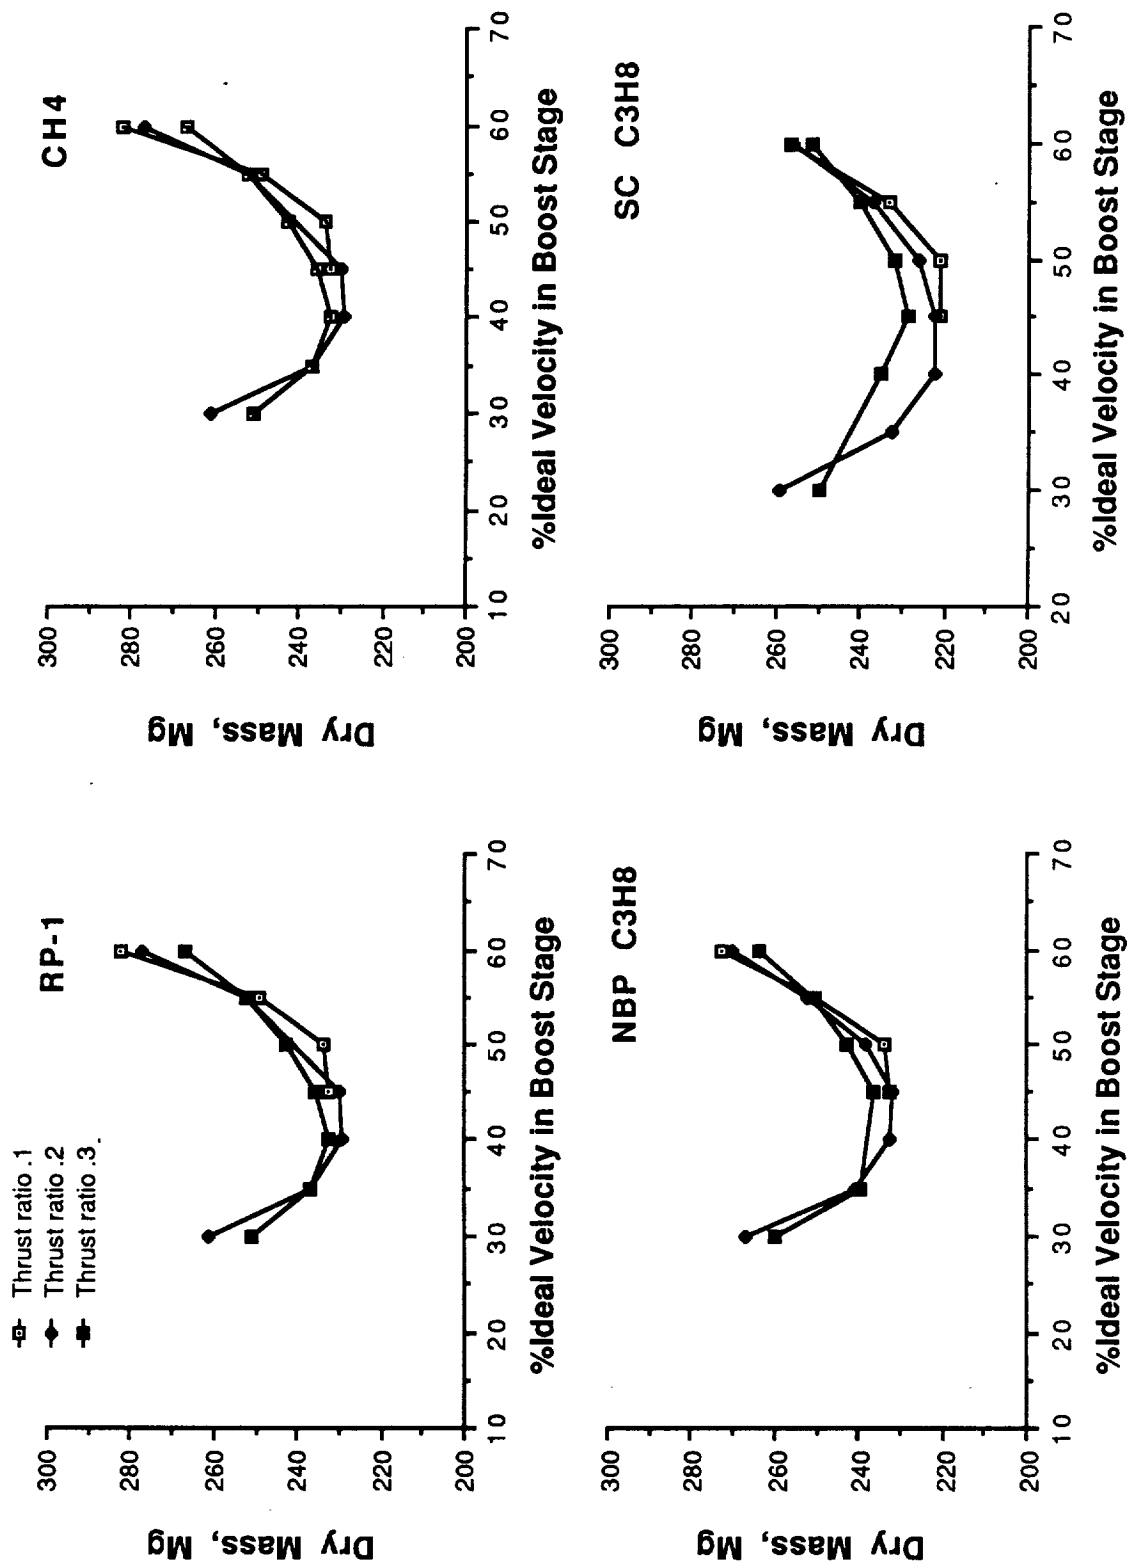 Thrust ratio .1
Thrust ratio .2
Thrust ratio .3
RP-1
300
280
260
240
220
200
Dry Mass, Mg
10 20 30 40 50 60 70
%Ideal Velocity in Boost Stage
CH4
300
280
260
240
220
200
Dry Mass, Mg
10 20 30 40 50 60 70
%Ideal Velocity in Boost Stage
NBP C3H8
300
280
260
240
220
200
Dry Mass, Mg
10 20 30 40 50 60 70
%Ideal Velocity in Boost Stage
SC C3H8
300
280
260
240
220
200
Dry Mass, Mg
20 30 40 50 60 70
%Ideal Velocity in Boost Stage